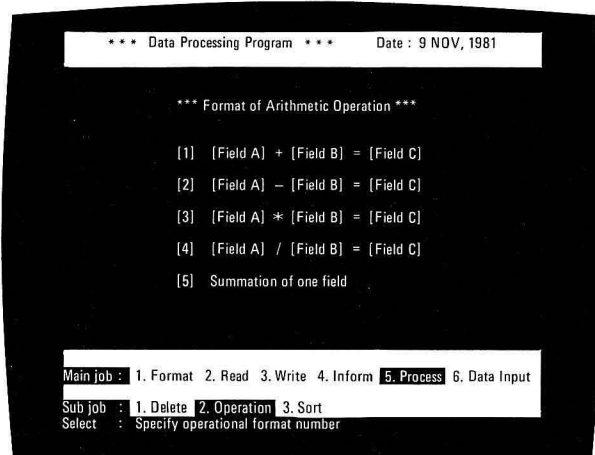 *** Data Processing Program *** Date : 9 NOV, 1981
*** Format of Arithmetic Operation ***
[1] [Field A] + [Field B] = [Field C]
[2] [Field A] – [Field B] = [Field C]
[3] [Field A] * [Field B] = [Field C]
[4] [Field A] / [Field B] = [Field C]
[5] Summation of one field
Main job : 1. Format 2. Read 3. Write 4. Inform 5. Process 6. Data Input
Sub job : 1. Delete 2. Operation 3. Sort
Select : Specify operational format number